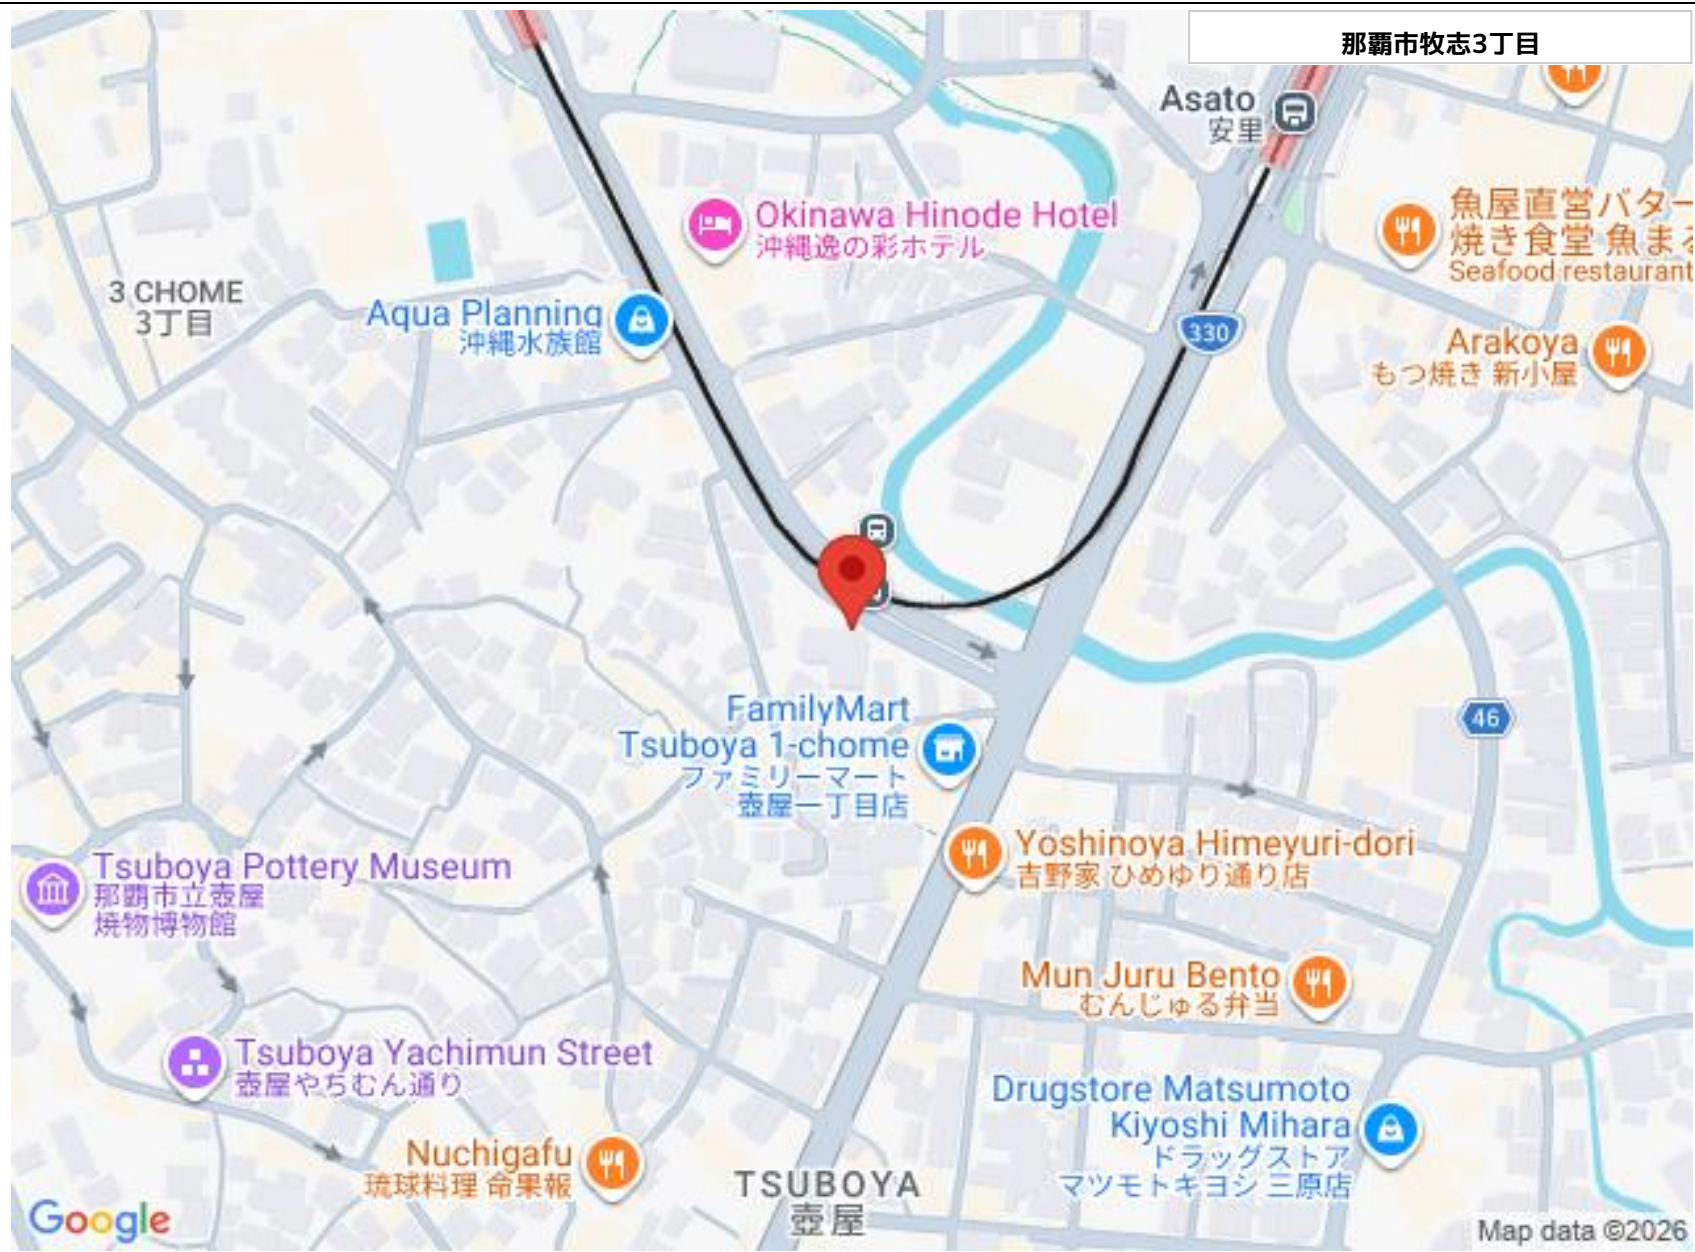 那覇市牧志3丁目
Asato
安里
Okinawa Hinode Hotel
沖縄逸の彩ホテル
魚屋直営バター
焼き食堂 魚まる
Seafood restaurant
3 CHOME
3丁目
Aqua Planning
沖縄水族館
330
Arakoya
もつ焼き 新小屋
FamilyMart
Tsuboya 1-chome
ファミリーマート
壺屋一丁目店
46
Yoshinoya Himeyuri-dori
吉野家 ひめゆり通り店
Tsuboya Pottery Museum
那覇市立壺屋
焼物博物館
Mun Juru Bento
むんじゅる弁当
Tsuboya Yachimun Street
壺屋やちむん通り
Drugstore Matsumoto
Kiyoshi Mihara
ドラッグストア
マツモトキヨシ 三原店
Nuchigafu
琉球料理 命果報
TSUBOYA
壺屋
Google
Map data ©2026